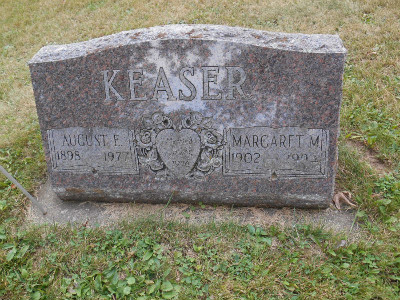 KEASER
AUGUST E.
1898 1977
MARGARET M.
1902